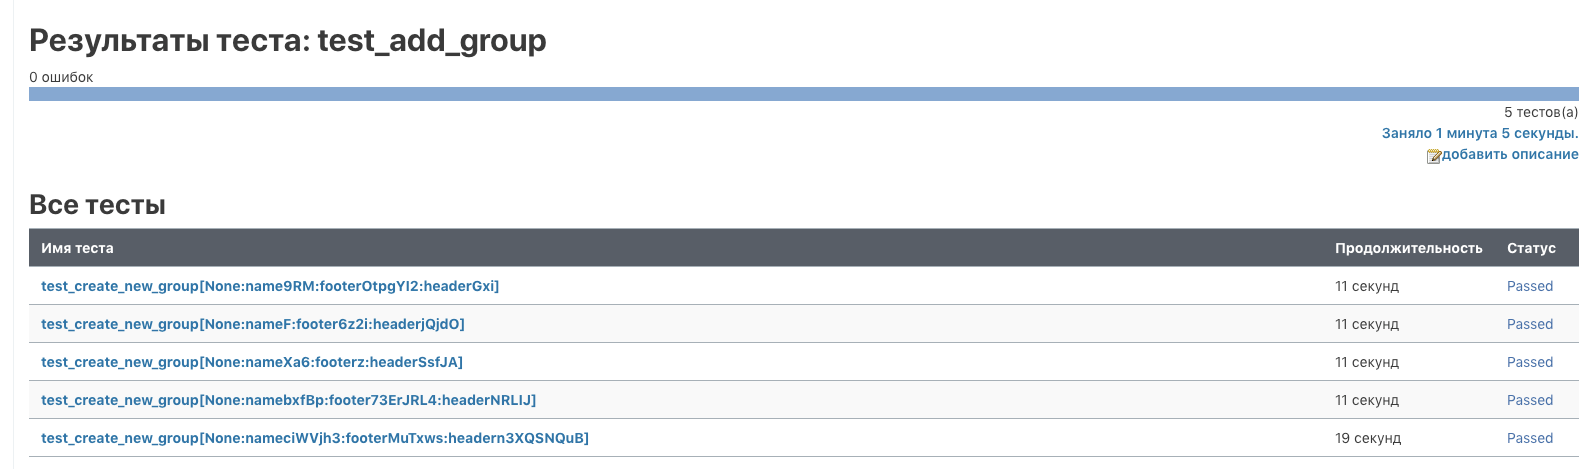 Результаты теста: test_add_group
0 ошибок
5 тестов(а)
Заняло 1 минута 5 секунды.
добавить описание
Все тесты
Имя теста Продолжительность Статус
test_create_new_group[None:name9RM:footerOtpgYI2:headerGxi] 11 секунд Passed
test_create_new_group[None:nameF:footer6z2i:headerjQjdO] 11 секунд Passed
test_create_new_group[None:nameXa6:footerz:headerSsfJA] 11 секунд Passed
test_create_new_group[None:namebxfBp:footer73ErJRL4:headerNRLIJ] 11 секунд Passed
test_create_new_group[None:nameciWVjh3:footerMuTxws:headern3XQSNQuB] 19 секунд Passed